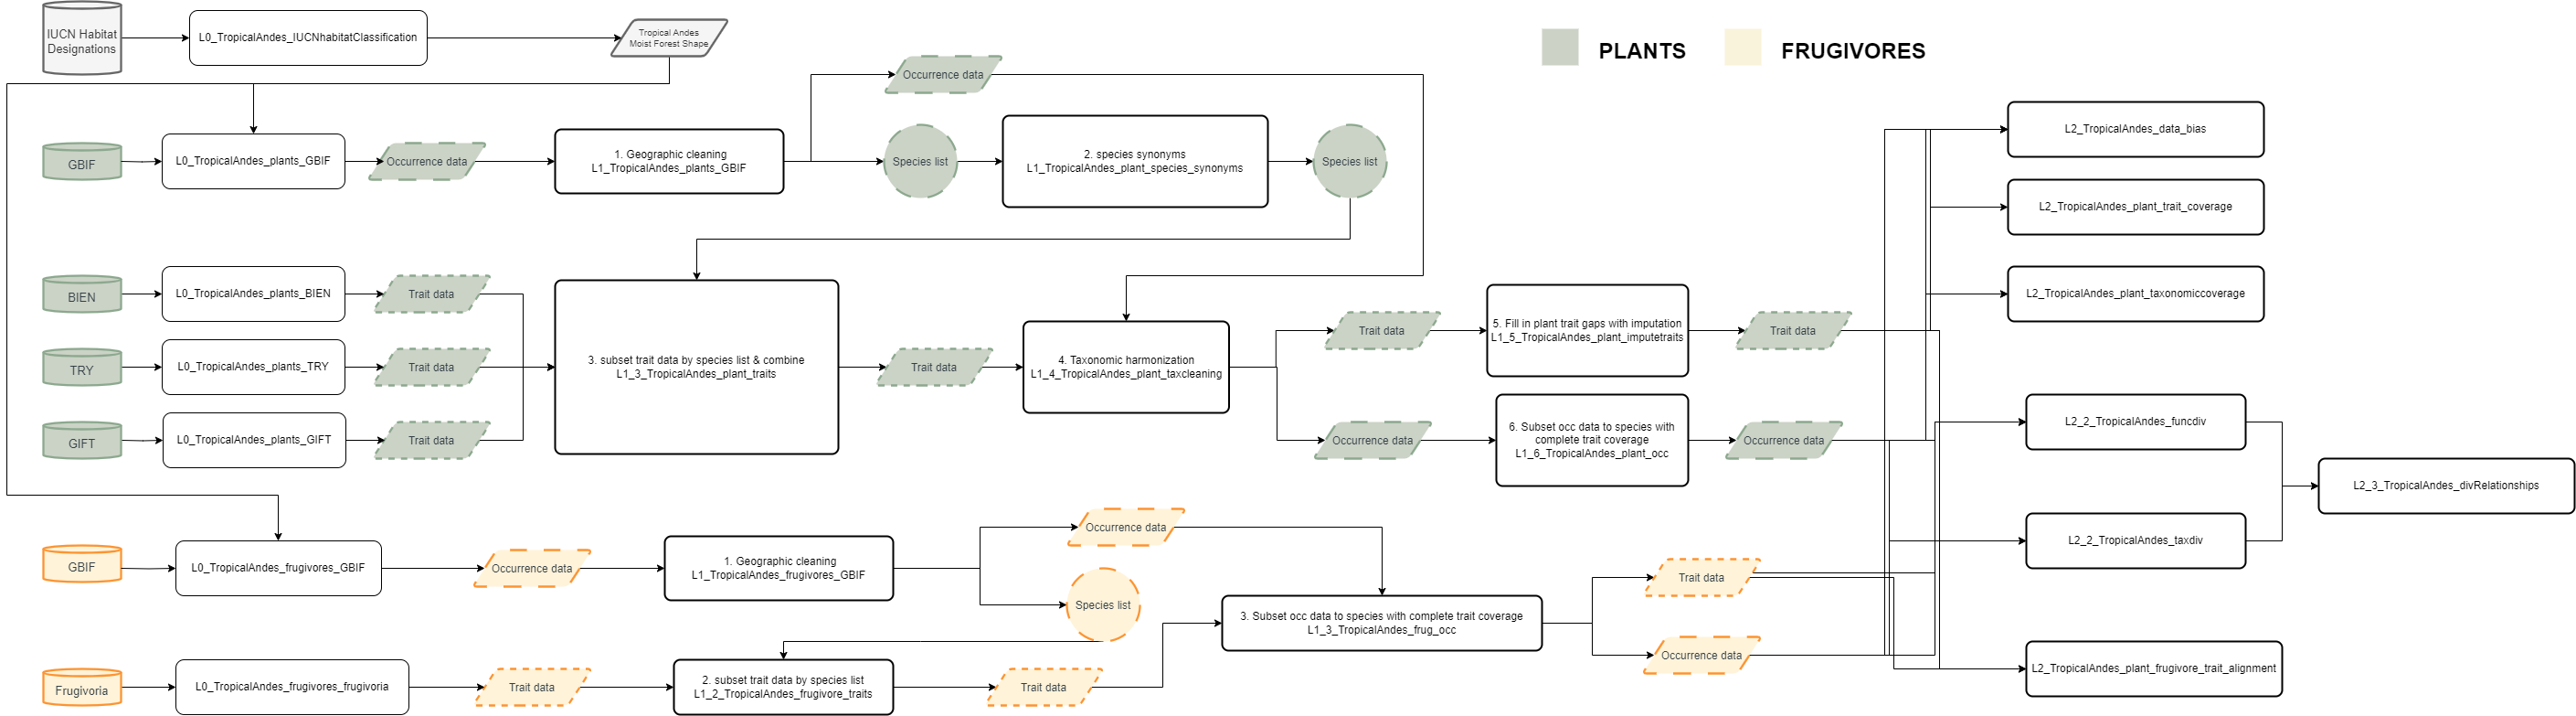 IUCN Habitat
Designations
L0_TropicalAndes_IUCNhabitatClassification
Tropical Andes
Moist Forest Shape
PLANTS
FRUGIVORES
Occurrence data
GBIF
L0_TropicalAndes_plants_GBIF
Occurrence data
1. Geographic cleaning
L1_TropicalAndes_plants_GBIF
Species list
2. species synonyms
L1_TropicalAndes_plant_species_synonyms
Species list
L2_TropicalAndes_data_bias
L2_TropicalAndes_plant_trait_coverage
BIEN
L0_TropicalAndes_plants_BIEN
Trait data
L2_TropicalAndes_plant_taxonomiccoverage
TRY
L0_TropicalAndes_plants_TRY
Trait data
3. subset trait data by species list & combine
L1_3_TropicalAndes_plant_traits
Trait data
4. Taxonomic harmonization
L1_4_TropicalAndes_plant_taxcleaning
Trait data
5. Fill in plant trait gaps with imputation
L1_5_TropicalAndes_plant_imputetraits
Trait data
GIFT
L0_TropicalAndes_plants_GIFT
Trait data
Occurrence data
6. Subset occ data to species with
complete trait coverage
L1_6_TropicalAndes_plant_occ
Occurrence data
L2_2_TropicalAndes_funcdiv
L2_3_TropicalAndes_divRelationships
L2_2_TropicalAndes_taxdiv
GBIF
L0_TropicalAndes_frugivores_GBIF
Occurrence data
1. Geographic cleaning
L1_TropicalAndes_frugivores_GBIF
Occurrence data
Species list
3. Subset occ data to species with complete trait coverage
L1_3_TropicalAndes_frug_occ
Trait data
Occurrence data
L2_TropicalAndes_plant_frugivore_trait_alignment
Frugivoria
L0_TropicalAndes_frugivores_frugivoria
Trait data
2. subset trait data by species list
L1_2_TropicalAndes_frugivore_traits
Trait data